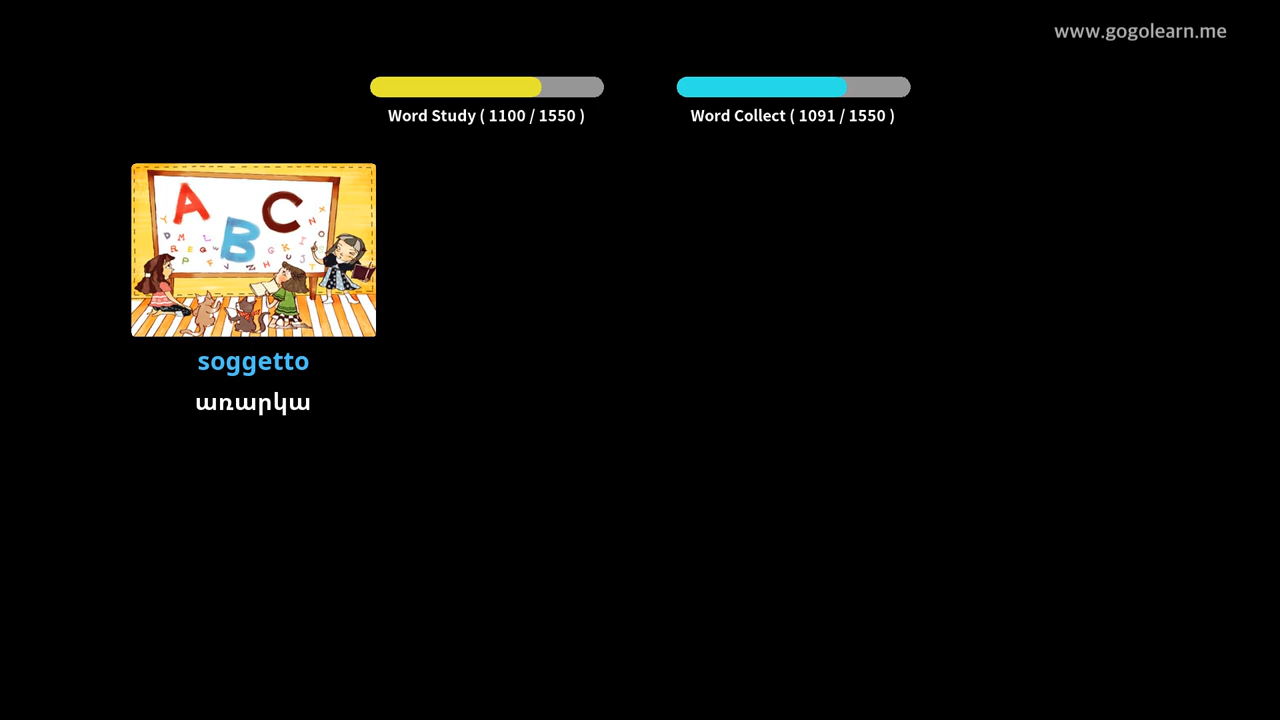 www.gogolearn.me
Word Study ( 1100 / 1550 )
Word Collect ( 1091 / 1550 )
A B C
soggetto
առարկա